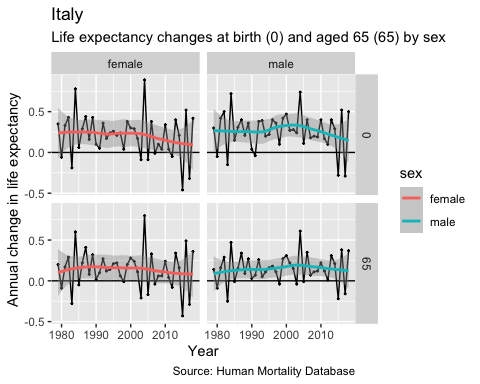 Italy
Life expectancy changes at birth (0) and aged 65 (65) by sex
female
male
Annual change in life expectancy
0.5
0.0
-0.5
0
0.5
0.0
-0.5
65
1980 1990 2000 2010
1980 1990 2000 2010
Year
sex
female
male
Source: Human Mortality Database